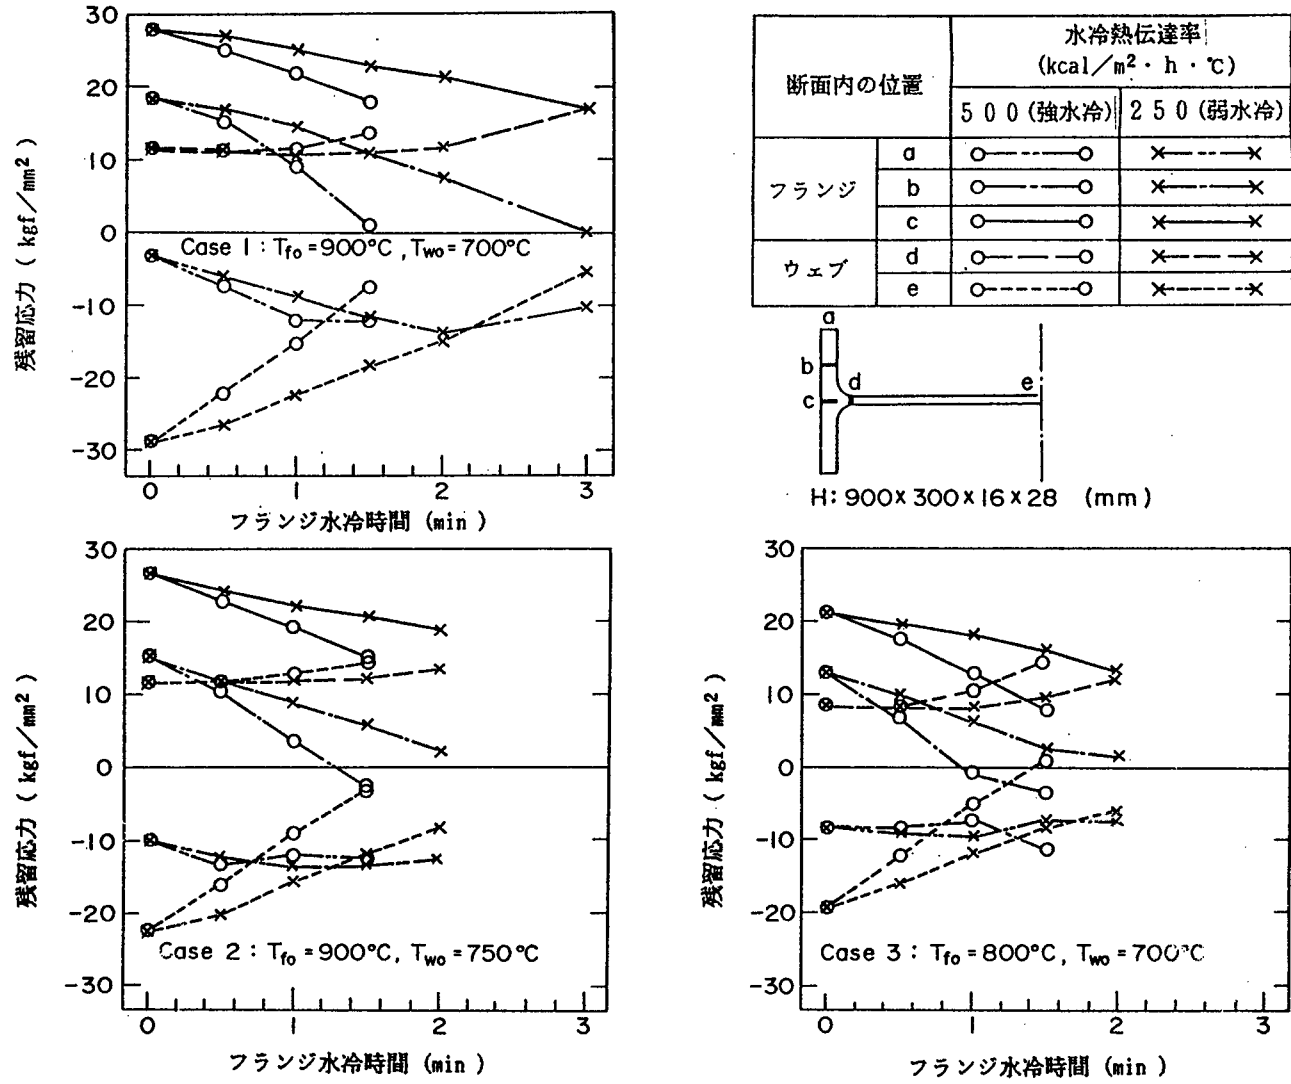 30
20
10
0
-10
-20
-30
残留応力 ( kgf/mm² )
Case 1 : Tfo = 900°C , Two = 700°C
0 1 2 3
フランジ水冷時間 (min )
断面内の位置
水冷熱伝達率
(kcal/m²・h・℃)
500(強水冷) 250(弱水冷)
フランジ
a
b
c
ウェブ
d
e
a
b
c
d
e
H: 900×300×16×28 (mm)
30
20
10
0
-10
-20
-30
残留応力 ( kgf/mm² )
Case 2 : Tfo = 900°C, Two = 750°C
0 1 2 3
フランジ水冷時間 (min )
30
20
10
0
-10
-20
-30
残留応力 ( kgf/mm² )
Case 3 : Tfo = 800°C, Two = 700°C
0 1 2 3
フランジ水冷時間 (min )